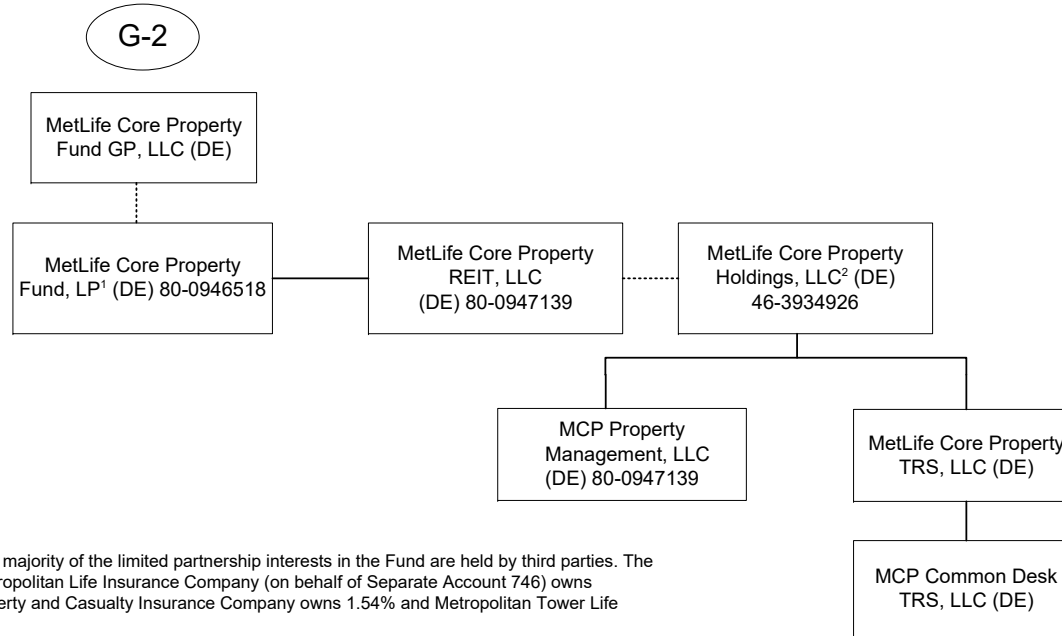 G-2
MetLife Core Property
Fund GP, LLC (DE)
MetLife Core Property
Fund, LP¹ (DE) 80-0946518
MetLife Core Property
REIT, LLC
(DE) 80-0947139
MetLife Core Property
Holdings, LLC² (DE)
46-3934926
MCP Property
Management, LLC
(DE) 80-0947139
MetLife Core Property
TRS, LLC (DE)
MCP Common Desk
TRS, LLC (DE)
majority of the limited partnership interests in the Fund are held by third parties. The
ropolitan Life Insurance Company (on behalf of Separate Account 746) owns
erty and Casualty Insurance Company owns 1.54% and Metropolitan Tower Life